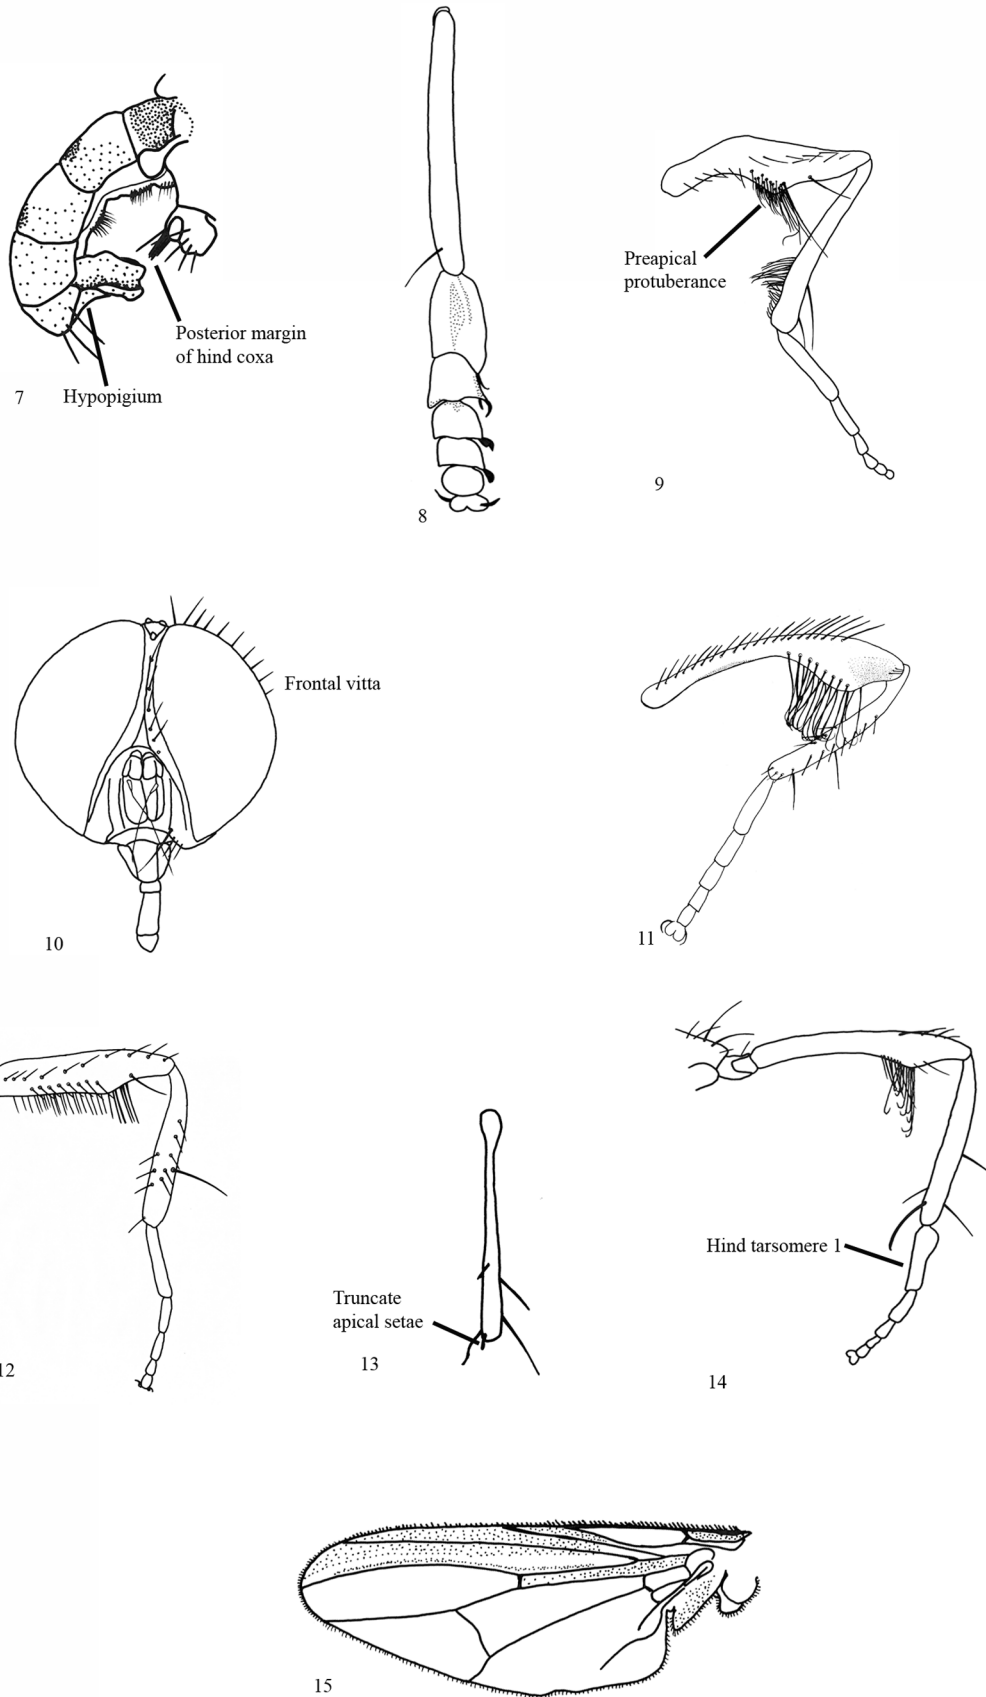 Preapical
protuberance
Posterior margin
of hind coxa
7
Hypopigium
9
8
Frontal vitta
10
11
Hind tarsomere 1
Truncate
apical setae
13
12
14
15